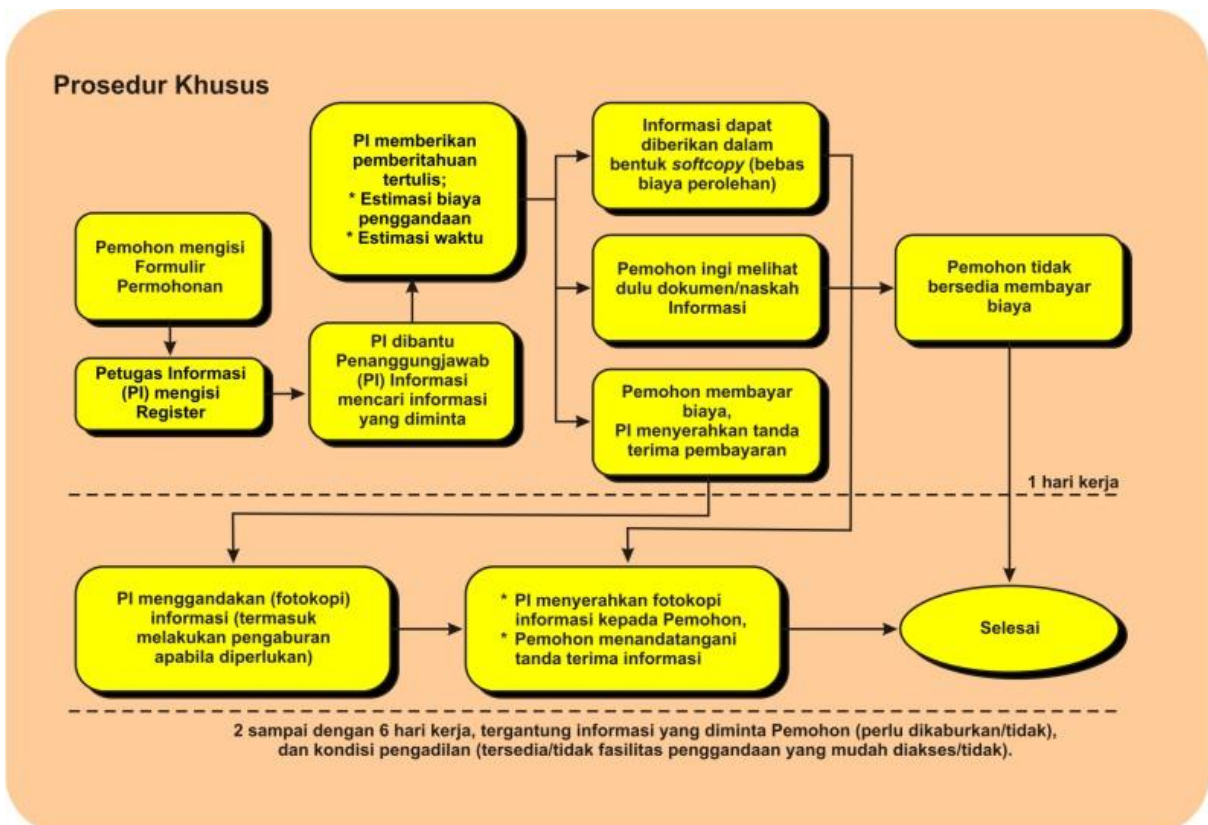 Prosedur Khusus
Pemohon mengisi
Formulir
Permohonan
Petugas Informasi
(PI) mengisi
Register
PI dibantu
Penanggungjawab
(PI) Informasi
mencari informasi
yang diminta
PI memberikan
pemberitahuan
tertulis;
* Estimasi biaya
penggandaan
* Estimasi waktu
Informasi dapat
diberikan dalam
bentuk softcopy (bebas
biaya perolehan)
Pemohon ingi melihat
dulu dokumen/naskah
Informasi
Pemohon membayar
biaya,
PI menyerahkan tanda
terima pembayaran
Pemohon tidak
bersedia membayar
biaya
1 hari kerja
PI menggandakan (fotokopi)
informasi (termasuk
melakukan pengaburan
apabila diperlukan)
* PI menyerahkan fotokopi
informasi kepada Pemohon,
* Pemohon menandatangani
tanda terima informasi
Selesai
2 sampai dengan 6 hari kerja, tergantung informasi yang diminta Pemohon (perlu dikaburkan/tidak),
dan kondisi pengadilan (tersedia/tidak fasilitas penggandaan yang mudah diakses/tidak).